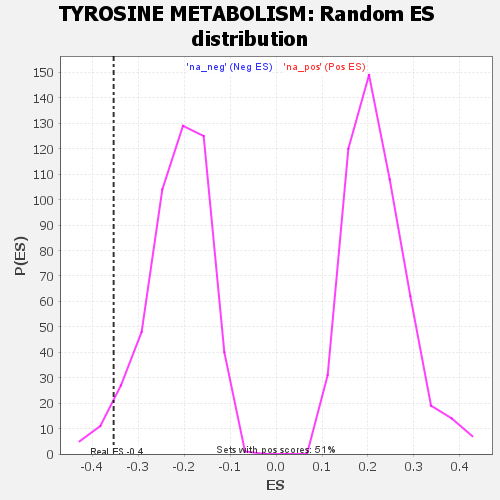 TYROSINE METABOLISM: Random ES
distribution
'na_neg' (Neg ES) 'na_pos' (Pos ES)
150
140
130
120
110
100
90
80
70
60
50
40
30
20
10
0
P(ES)
Real ES -0.4
Sets with pos scores: 51%
-0.4 -0.3 -0.2 -0.1 0.0 0.1 0.2 0.3 0.4
ES